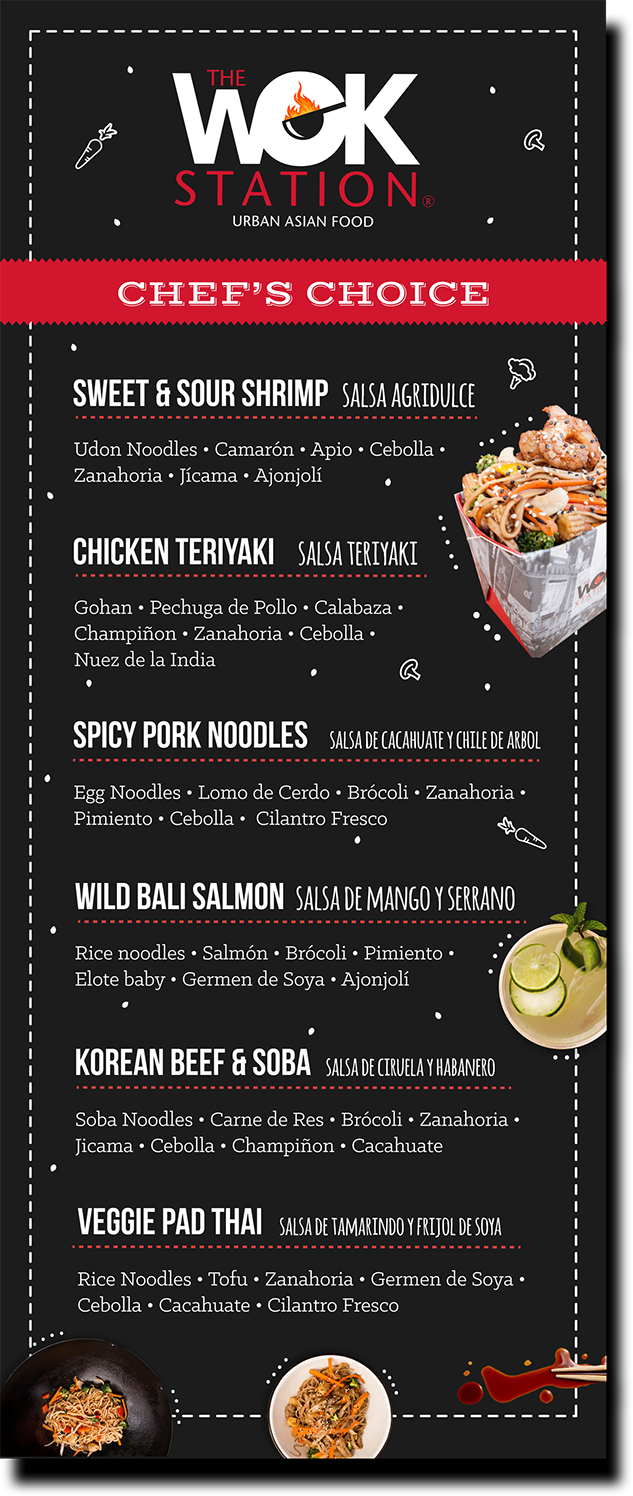 THE
WOK
STATION®
URBAN ASIAN FOOD
CHEF'S CHOICE
SWEET & SOUR SHRIMP SALSA AGRIDULCE
Udon Noodles • Camarón • Apio • Cebolla •
Zanahoria • Jícama • Ajonjolí
CHICKEN TERIYAKI SALSA TERIYAKI
Gohan • Pechuga de Pollo • Calabaza •
Champiñon • Zanahoria • Cebolla •
Nuez de la India
SPICY PORK NOODLES SALSA DE CACAHUATE Y CHILE DE ARBOL
Egg Noodles • Lomo de Cerdo • Brócoli • Zanahoria •
Pimiento • Cebolla • Cilantro Fresco
WILD BALI SALMON SALSA DE MANGO Y SERRANO
Rice noodles • Salmón • Brócoli • Pimiento •
Elote baby • Germen de Soya • Ajonjolí
KOREAN BEEF & SOBA SALSA DE CIRUELA Y HABANERO
Soba Noodles • Carne de Res • Brócoli • Zanahoria •
Jicama • Cebolla • Champiñon • Cacahuate
VEGGIE PAD THAI SALSA DE TAMARINDO Y FRIJOL DE SOYA
Rice Noodles • Tofu • Zanahoria • Germen de Soya •
Cebolla • Cacahuate • Cilantro Fresco